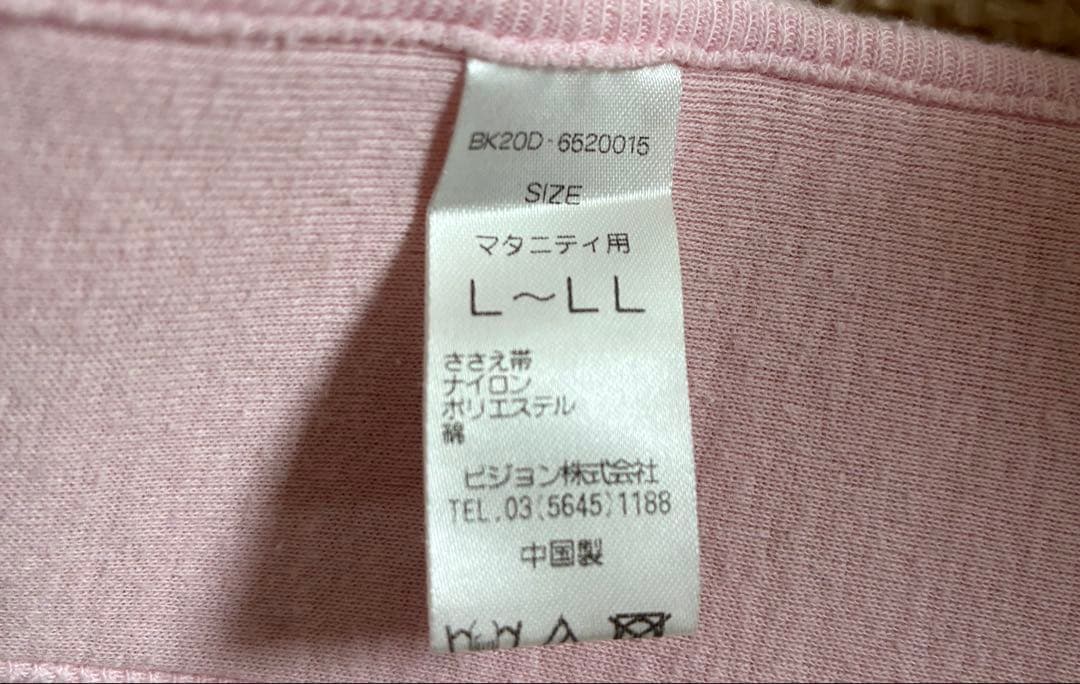 BK20D-6520015
SIZE
マタニティ用
L～LL
ささえ帯
ナイロン
ポリエステル
綿
ピジョン株式会社
TEL.03(5645)1188
中国製